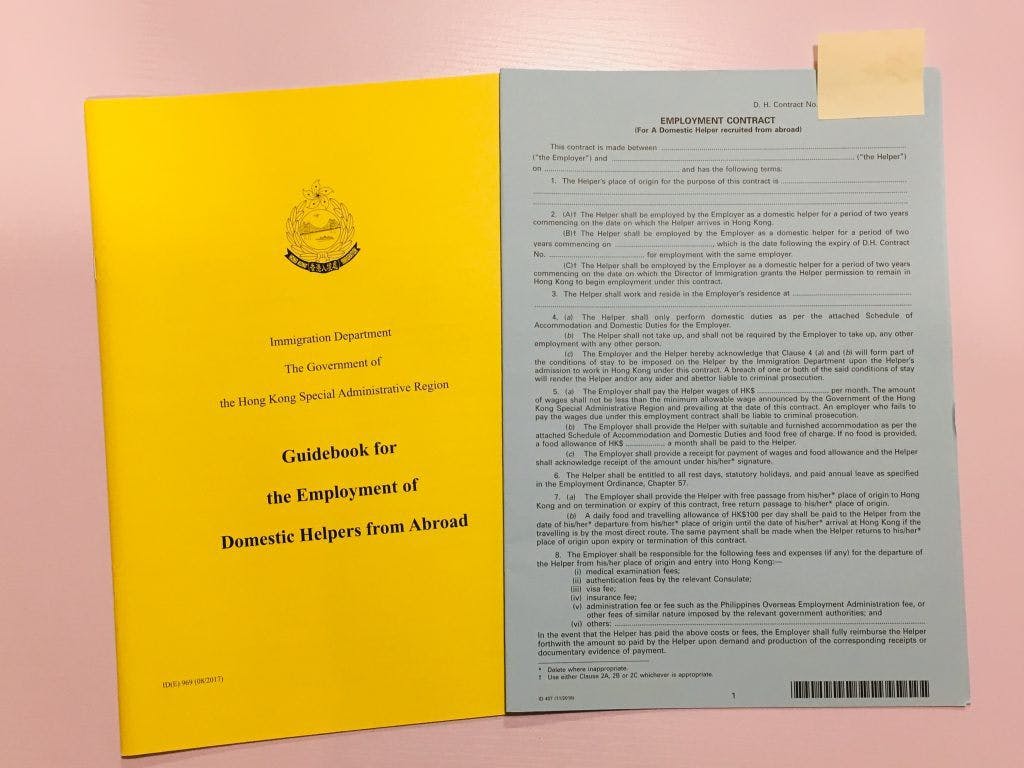 Immigration Department
The Government of
the Hong Kong Special Administrative Region
Guidebook for
the Employment of
Domestic Helpers from Abroad
ID(E) 969 (08/2017)
D. H. Contract No.
EMPLOYMENT CONTRACT
(For A Domestic Helper recruited from abroad)
This contract is made between ....................
("the Employer") and .................... ("the Helper")
on .................... and has the following terms:
1. The Helper's place of origin for the purpose of this contract is ....................
2. (A)† The Helper shall be employed by the Employer as a domestic helper for a period of two years
commencing on the date on which the Helper arrives in Hong Kong.
(B)† The Helper shall be employed by the Employer as a domestic helper for a period of two
years commencing on ...................., which is the date following the expiry of D.H. Contract
No. .................... for employment with the same employer.
(C)† The Helper shall be employed by the Employer as a domestic helper for a period of two years
commencing on the date on which the Director of Immigration grants the Helper permission to remain in
Hong Kong to begin employment under this contract.
3. The Helper shall work and reside in the Employer's residence at ....................
4. (a) The Helper shall only perform domestic duties as per the attached Schedule of
Accommodation and Domestic Duties for the Employer.
(b) The Helper shall not take up, and shall not be required by the Employer to take up, any other
employment with any other person.
(c) The Employer and the Helper hereby acknowledge that Clause 4 (a) and (b) will form part of
the conditions of stay to be imposed on the Helper by the Immigration Department upon the Helper's
admission to work in Hong Kong under this contract. A breach of one or both of the said conditions of stay
will render the Helper and/or any aider and abettor liable to criminal prosecution.
5. (a) The Employer shall pay the Helper wages of HK$ .................... per month. The amount
of wages shall not be less than the minimum allowable wage announced by the Government of the Hong
Kong Special Administrative Region and prevailing at the date of this contract. An employer who fails to
pay the wages due under this employment contract shall be liable to criminal prosecution.
(b) The Employer shall provide the Helper with suitable and furnished accommodation as per the
attached Schedule of Accommodation and Domestic Duties and food free of charge. If no food is provided,
a food allowance of HK$ .................... a month shall be paid to the Helper.
(c) The Employer shall provide a receipt for payment of wages and food allowance and the Helper
shall acknowledge receipt of the amount under his/her* signature.
6. The Helper shall be entitled to all rest days, statutory holidays, and paid annual leave as specified
in the Employment Ordinance, Chapter 57.
7. (a) The Employer shall provide the Helper with free passage from his/her* place of origin to Hong
Kong and on termination or expiry of this contract, free return passage to his/her* place of origin.
(b) A daily food and travelling allowance of HK$100 per day shall be paid to the Helper from the
date of his/her* departure from his/her* place of origin until the date of his/her* arrival at Hong Kong if the
travelling is by the most direct route. The same payment shall be made when the Helper returns to his/her*
place of origin upon expiry or termination of this contract.
8. The Employer shall be responsible for the following fees and expenses (if any) for the departure of
the Helper from his/her place of origin and entry into Hong Kong:—
(i) medical examination fees;
(ii) authentication fees by the relevant Consulate;
(iii) visa fee;
(iv) insurance fee;
(v) administration fee or fee such as the Philippines Overseas Employment Administration fee, or
other fees of similar nature imposed by the relevant government authorities; and
(vi) others: ....................
In the event that the Helper has paid the above costs or fees, the Employer shall fully reimburse the Helper
forthwith the amount so paid by the Helper upon demand and production of the corresponding receipts or
documentary evidence of payment.
* Delete where inappropriate.
† Use either Clause 2A, 2B or 2C whichever is appropriate.
ID 407 (11/2016)
1